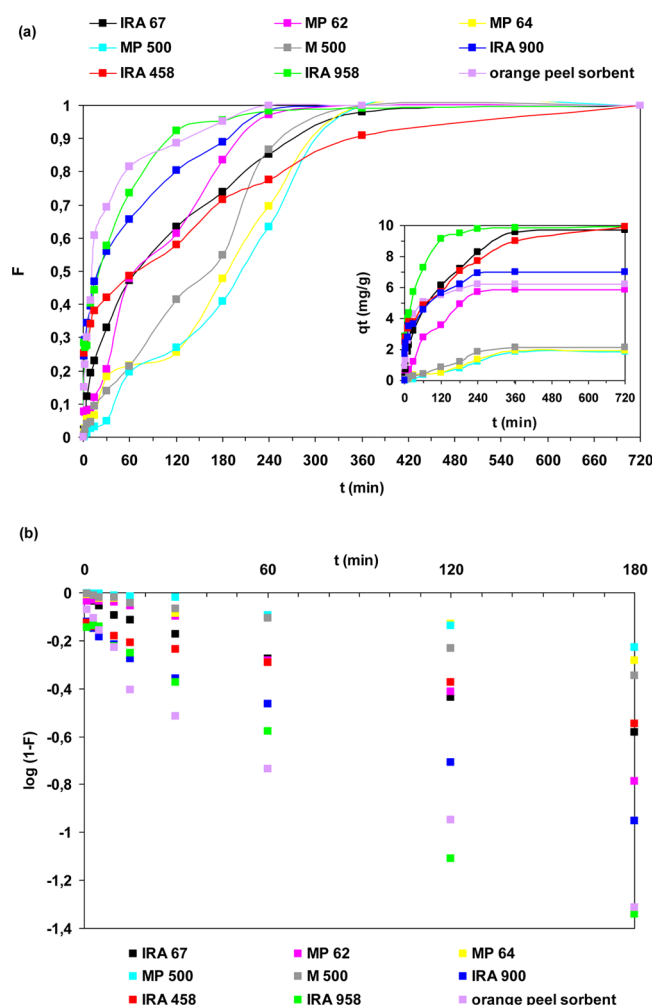 (a)
IRA 67 MP 62 MP 64
MP 500 M 500 IRA 900
IRA 458 IRA 958 orange peel sorbent
1
0,9
0,8
0,7
0,6
0,5
0,4
0,3
0,2
0,1
0
F
0 60 120 180 240 300 360 420 480 540 600 660 720
t (min)
10
8
6
4
2
0
qt (mg/g)
0 120 240 360 480 600 720
t (min)
(b)
t (min)
0 60 120 180
0
-0,2
-0,4
-0,6
-0,8
-1
-1,2
-1,4
log (1-F)
IRA 67 MP 62 MP 64
MP 500 M 500 IRA 900
IRA 458 IRA 958 orange peel sorbent